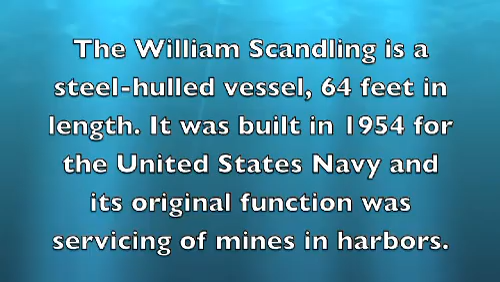 The William Scandling is a
steel-hulled vessel, 64 feet in
length. It was built in 1954 for
the United States Navy and
its original function was
servicing of mines in harbors.